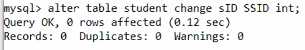 mysql> alter table student change sID SSID int;
Query OK, 0 rows affected (0.12 sec)
Records: 0  Duplicates: 0  Warnings: 0